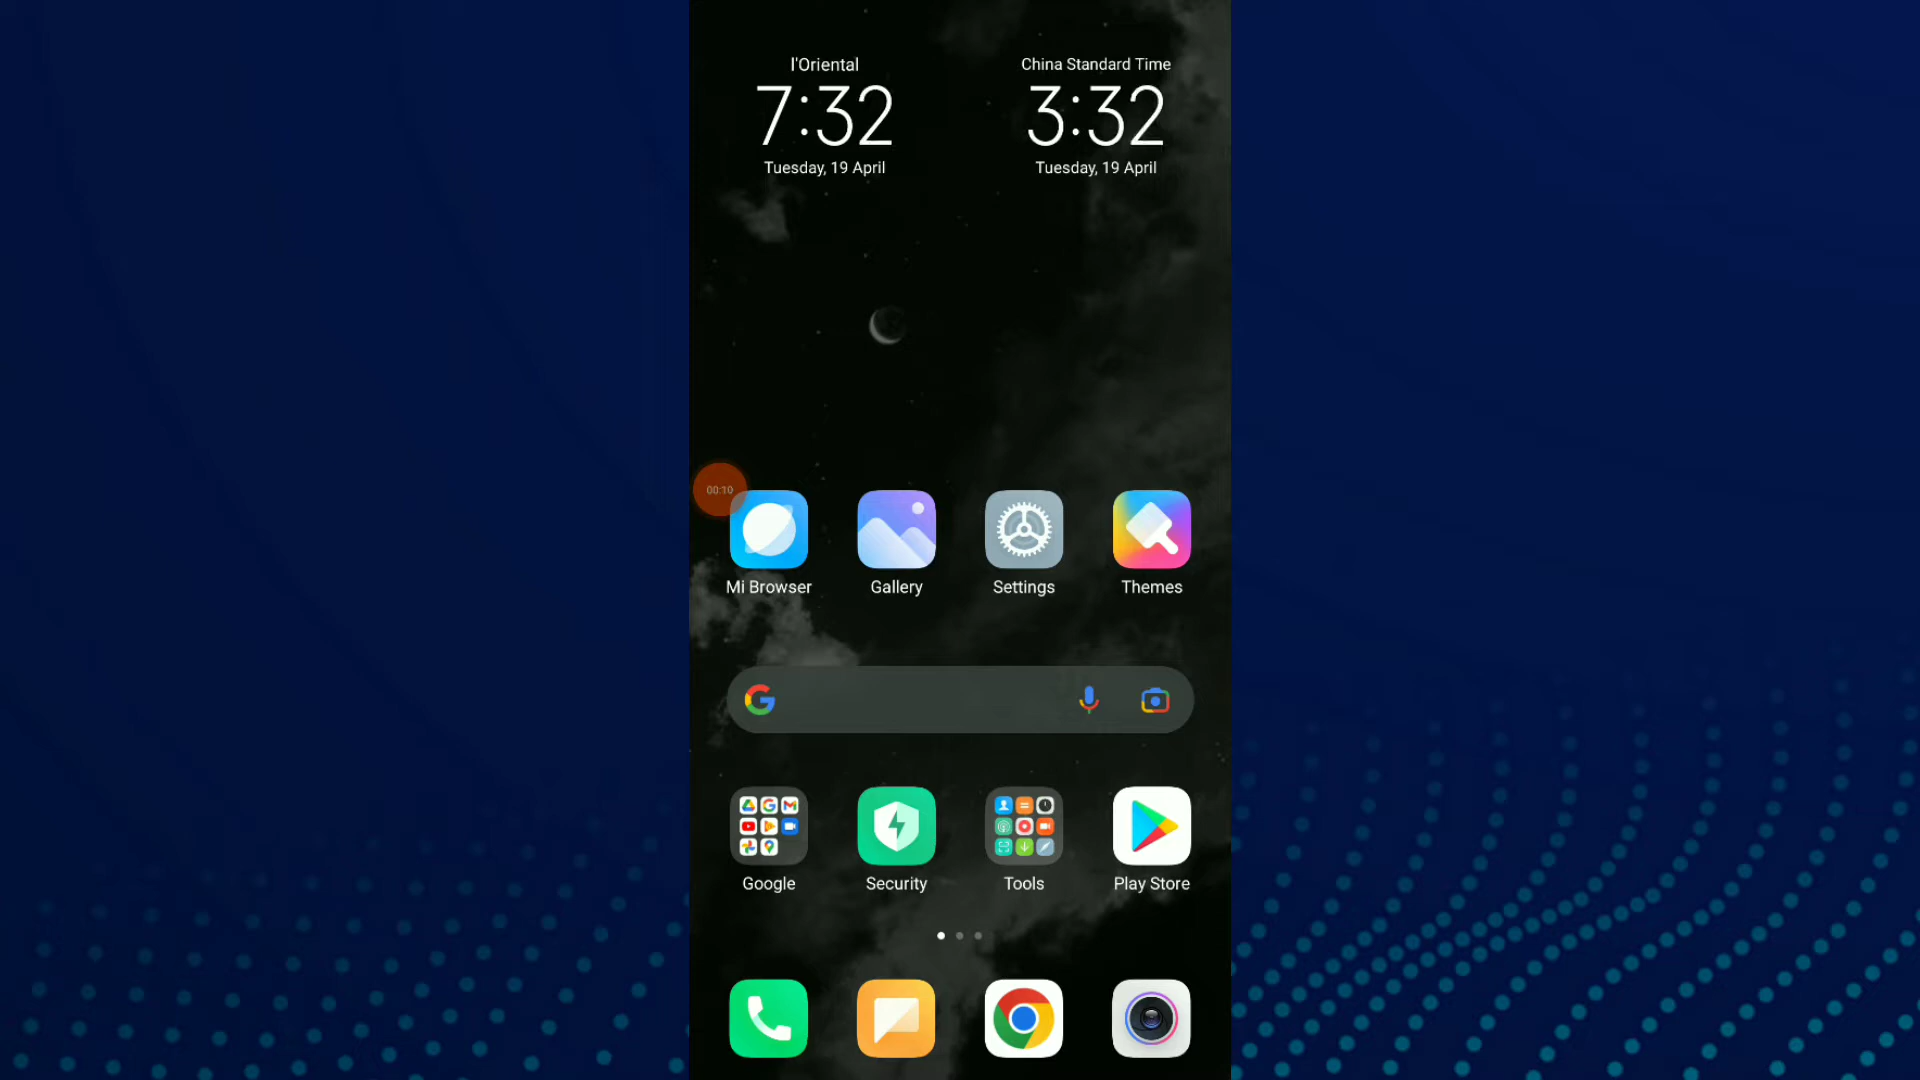 l'Oriental
7:32
Tuesday, 19 April
China Standard Time
3:32
Tuesday, 19 April
00:10
Mi Browser
Gallery
Settings
Themes
Google
Security
Tools
Play Store